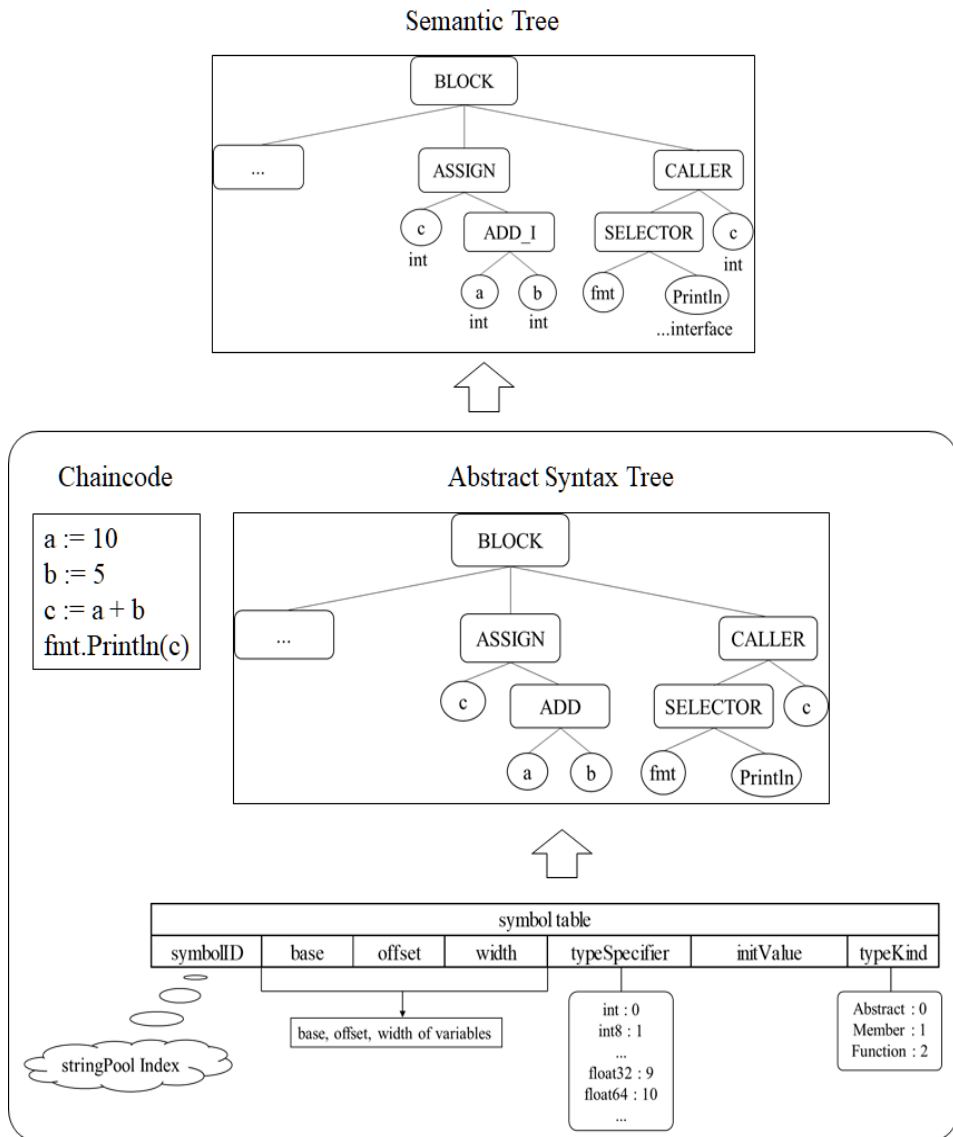 Semantic Tree
BLOCK
...
ASSIGN
CALLER
c
ADD_I
SELECTOR
c
int
int
a
b
fmt
Println
int
int
...interface
Chaincode
Abstract Syntax Tree
a := 10
b := 5
c := a + b
fmt.Println(c)
BLOCK
...
ASSIGN
CALLER
c
ADD
SELECTOR
c
a
b
fmt
Println
symbol table
symbolID base offset width typeSpecifier initValue typeKind
base, offset, width of variables
stringPool Index
int : 0
int8 : 1
...
float32 : 9
float64 : 10
...
Abstract : 0
Member : 1
Function : 2